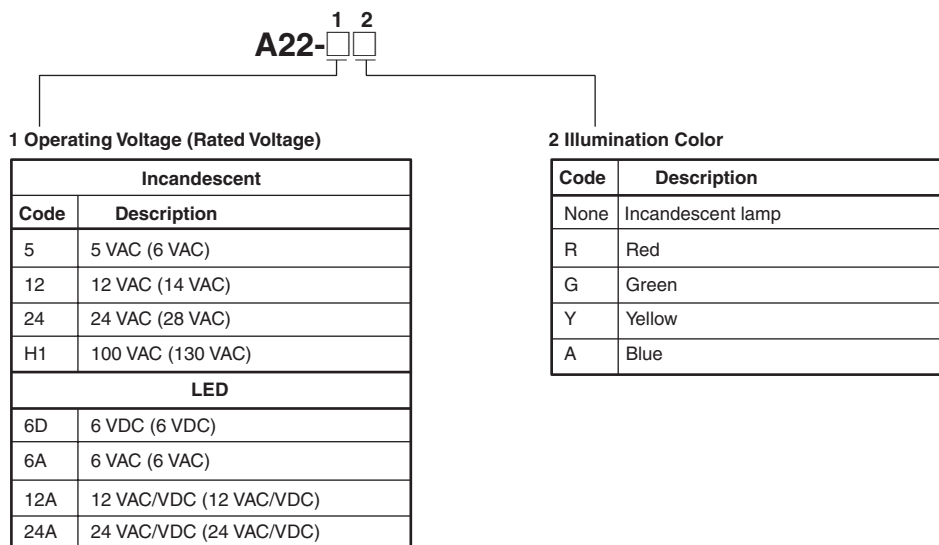 1 2
A22-□□
1 Operating Voltage (Rated Voltage)
Incandescent
Code Description
5 5 VAC (6 VAC)
12 12 VAC (14 VAC)
24 24 VAC (28 VAC)
H1 100 VAC (130 VAC)
LED
6D 6 VDC (6 VDC)
6A 6 VAC (6 VAC)
12A 12 VAC/VDC (12 VAC/VDC)
24A 24 VAC/VDC (24 VAC/VDC)
2 Illumination Color
Code Description
None Incandescent lamp
R Red
G Green
Y Yellow
A Blue